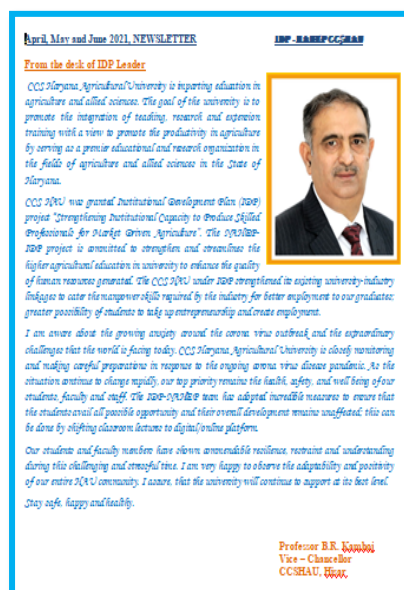 April, May and June 2021, NEWSLETTER IDP - NAHEP CCSHAU
From the desk of IDP Leader
CCS Haryana Agricultural University is imparting education in
agriculture and allied sciences. The goal of the university is to
promote the integration of teaching, research and extension
training with a view to promote the productivity in agriculture
by serving as a premier educational and research organization in
the fields of agriculture and allied sciences in the State of
Haryana.
CCS HAU was granted Institutional Development Plan (IDP)
project "Strengthening Institutional Capacity to Produce Skilled
Professionals for Market Driven Agriculture". The NAHEP-
IDP project is committed to strengthen and streamlines the
higher agricultural education in university to enhance the quality
of human resources generated. The CCS HAU under IDP strengthened its existing university-industry
linkages to cater the manpower skills required by the industry for better employment to our graduates;
greater possibility of students to take up entrepreneurship and create employment.
I am aware about the growing anxiety around the corona virus outbreak and the extraordinary
challenges that the world is facing today. CCS Haryana Agricultural University is closely monitoring
and making careful preparations in response to the ongoing corona virus disease pandemic. As the
situation continue to change rapidly, our top priority remains the health, safety, and well being of our
students, faculty and staff. The IDP-NAHEP team has adopted incredible measures to ensure that
the students avail all possible opportunity and their overall development remains unaffected; this can
be done by shifting classroom lectures to digital/online platform.
Our students and faculty members have shown commendable resilience, restraint and understanding
during this challenging and stressful time. I am very happy to observe the adaptability and positivity
of our entire HAU community. I assure, that the university will continue to support at its best level.
Stay safe, happy and healthy.
Professor B.R. Kamboj
Vice – Chancellor
CCSHAU, Hisar